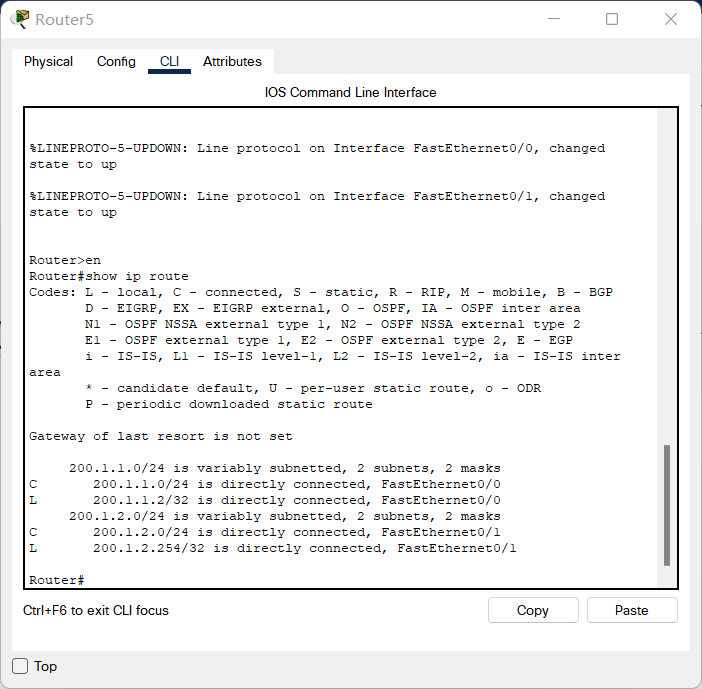 Router5
Physical Config CLI Attributes
IOS Command Line Interface
%LINEPROTO-5-UPDOWN: Line protocol on Interface FastEthernet0/0, changed
state to up
%LINEPROTO-5-UPDOWN: Line protocol on Interface FastEthernet0/1, changed
state to up
Router>en
Router#show ip route
Codes: L - local, C - connected, S - static, R - RIP, M - mobile, B - BGP
D - EIGRP, EX - EIGRP external, O - OSPF, IA - OSPF inter area
N1 - OSPF NSSA external type 1, N2 - OSPF NSSA external type 2
E1 - OSPF external type 1, E2 - OSPF external type 2, E - EGP
i - IS-IS, L1 - IS-IS level-1, L2 - IS-IS level-2, ia - IS-IS inter
area
* - candidate default, U - per-user static route, o - ODR
P - periodic downloaded static route
Gateway of last resort is not set
200.1.1.0/24 is variably subnetted, 2 subnets, 2 masks
C 200.1.1.0/24 is directly connected, FastEthernet0/0
L 200.1.1.2/32 is directly connected, FastEthernet0/0
200.1.2.0/24 is variably subnetted, 2 subnets, 2 masks
C 200.1.2.0/24 is directly connected, FastEthernet0/1
L 200.1.2.254/32 is directly connected, FastEthernet0/1
Router#
Ctrl+F6 to exit CLI focus Copy Paste
Top